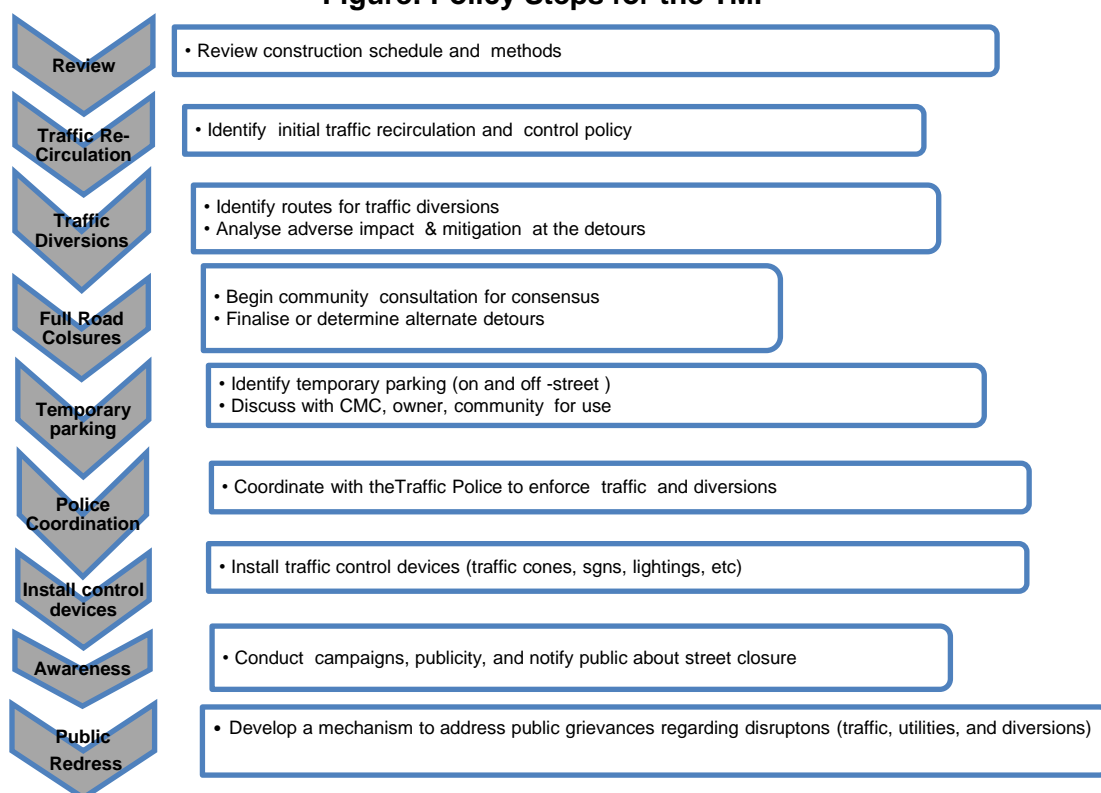 Figure: Policy Steps for the TMP
Review
• Review construction schedule and methods
Traffic Re-
Circulation
• Identify initial traffic recirculation and control policy
Traffic
Diversions
• Identify routes for traffic diversions
• Analyse adverse impact & mitigation at the detours
Full Road
Colsures
• Begin community consultation for consensus
• Finalise or determine alternate detours
Temporary
parking
• Identify temporary parking (on and off -street )
• Discuss with CMC, owner, community for use
Police
Coordination
• Coordinate with theTraffic Police to enforce traffic and diversions
Install control
devices
• Install traffic control devices (traffic cones, sgns, lightings, etc)
Awareness
• Conduct campaigns, publicity, and notify public about street closure
Public
Redress
• Develop a mechanism to address public grievances regarding disruptons (traffic, utilities, and diversions)